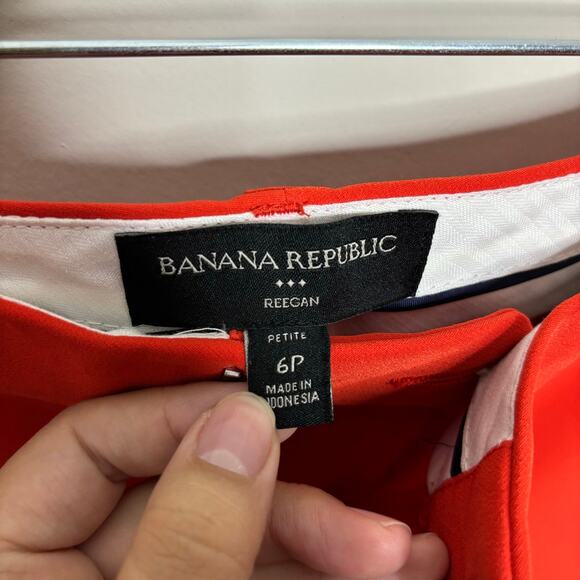 BANANA REPUBLIC
REEGAN
PETITE
6P
MADE IN
INDONESIA